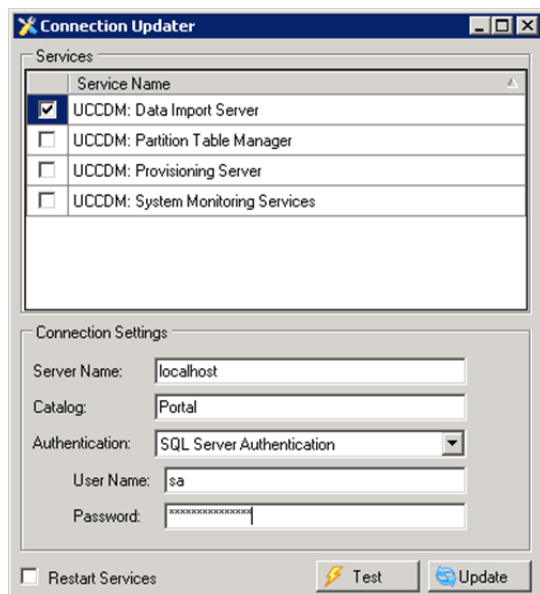 Connection Updater
Services
Service Name
UCCDM: Data Import Server
UCCDM: Partition Table Manager
UCCDM: Provisioning Server
UCCDM: System Monitoring Services
Connection Settings
Server Name: localhost
Catalog: Portal
Authentication: SQL Server Authentication
User Name: sa
Password: ***************
Restart Services Test Update